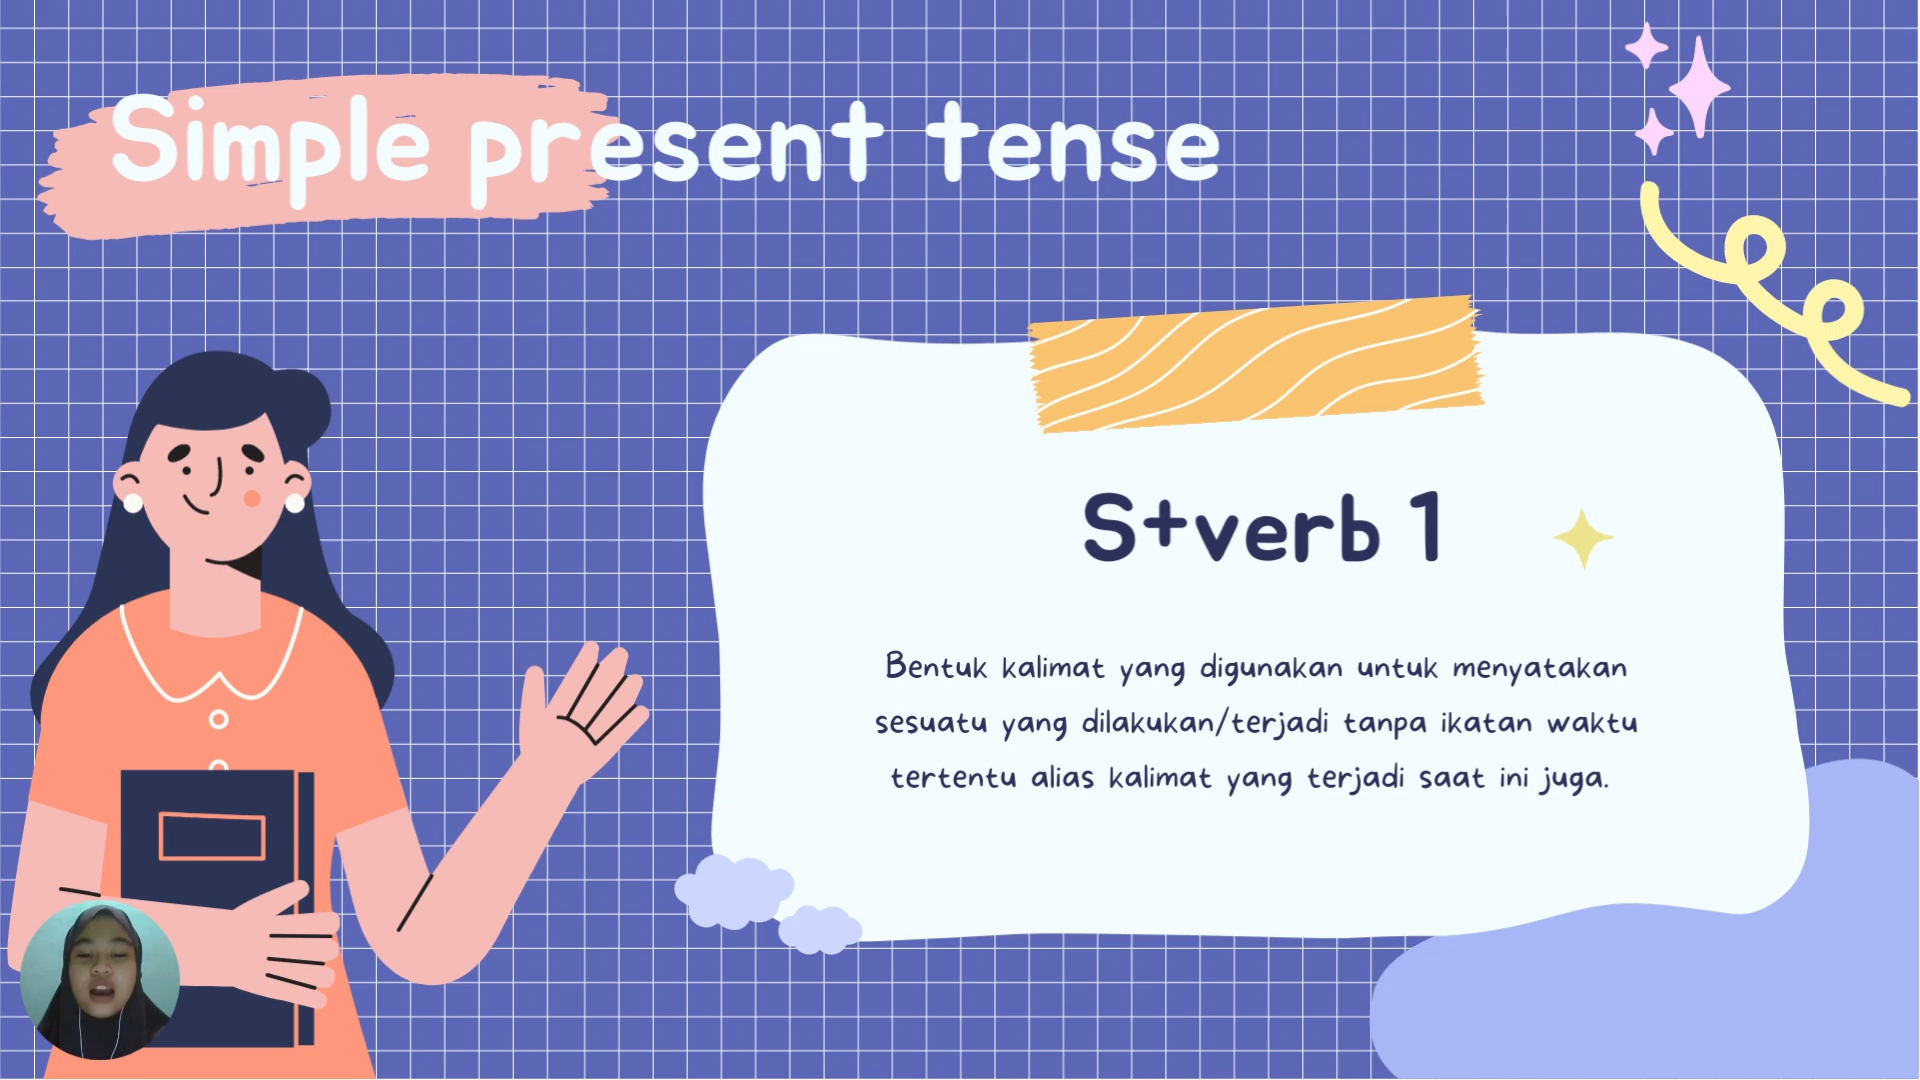 Simple present tense
S+verb 1
Bentuk kalimat yang digunakan untuk menyatakan
sesuatu yang dilakukan/terjadi tanpa ikatan waktu
tertentu alias kalimat yang terjadi saat ini juga.